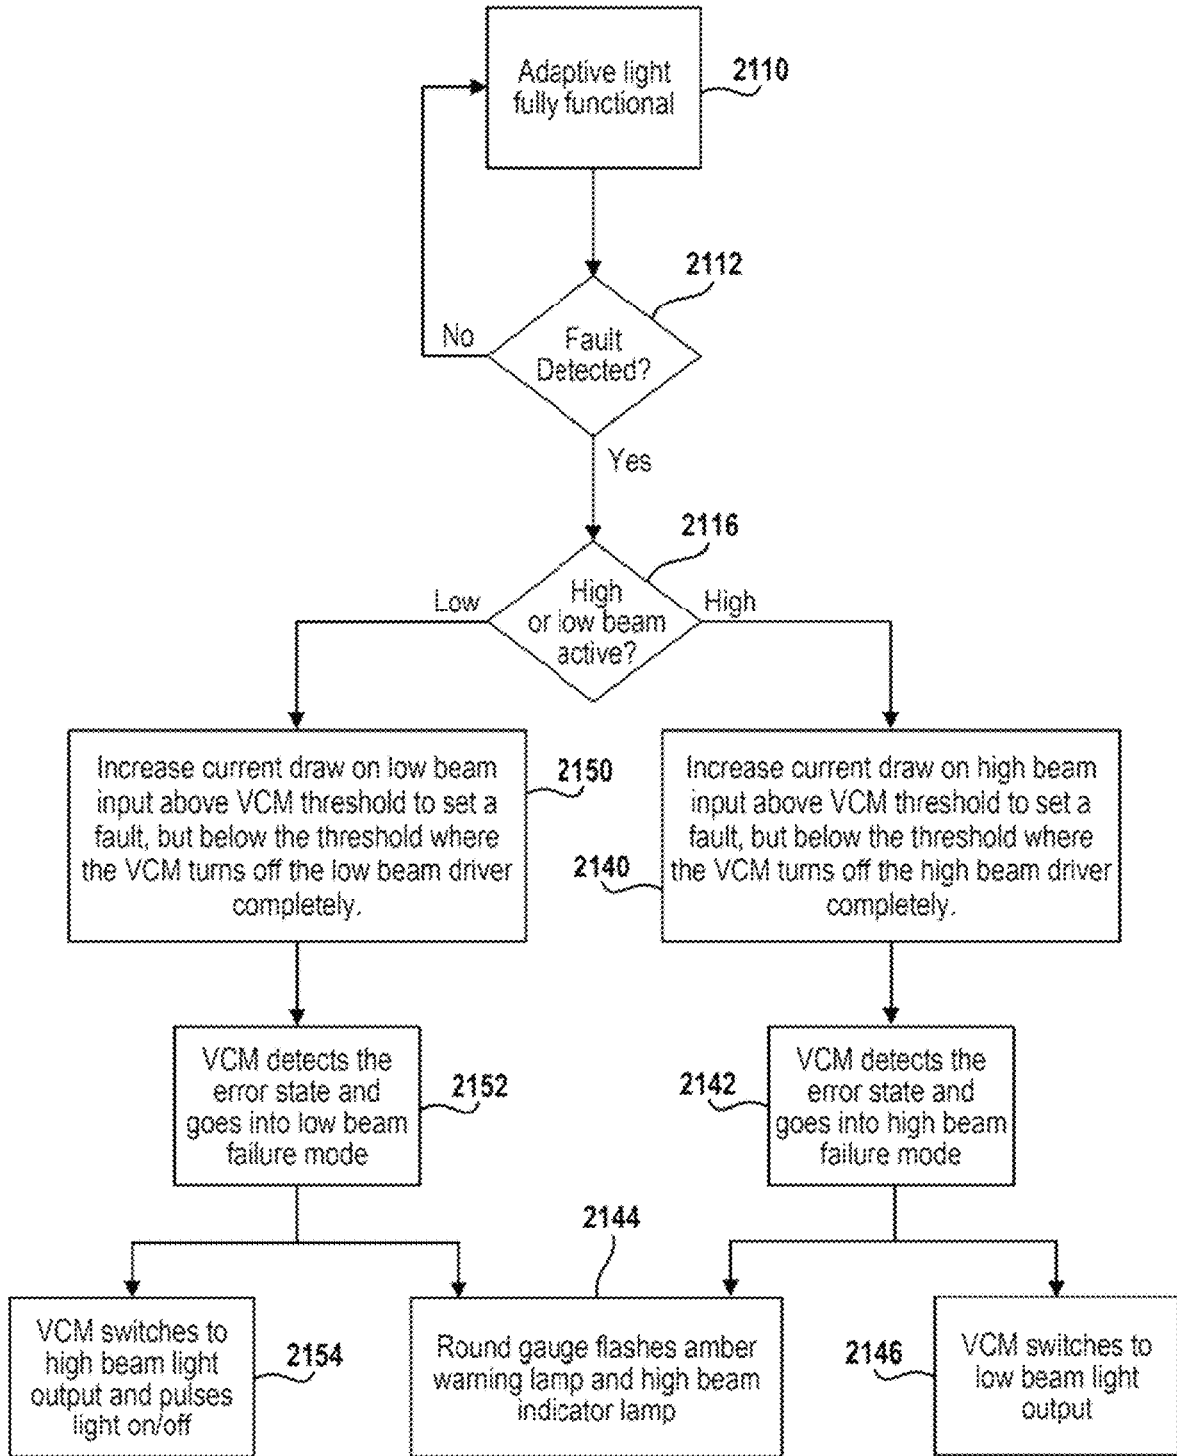 Adaptive light
fully functional
2110
2112
Fault
Detected?
No
Yes
2116
High
or low beam
active?
Low
High
Increase current draw on low beam
input above VCM threshold to set a
fault, but below the threshold where
the VCM turns off the low beam driver
completely.
2150
Increase current draw on high beam
input above VCM threshold to set a
fault, but below the threshold where
the VCM turns off the high beam driver
completely.
2140
VCM detects the
error state and
goes into low beam
failure mode
2152
VCM detects the
error state and
goes into high beam
failure mode
2142
2144
VCM switches to
high beam light
output and pulses
light on/off
2154
Round gauge flashes amber
warning lamp and high beam
indicator lamp
2146
VCM switches to
low beam light
output